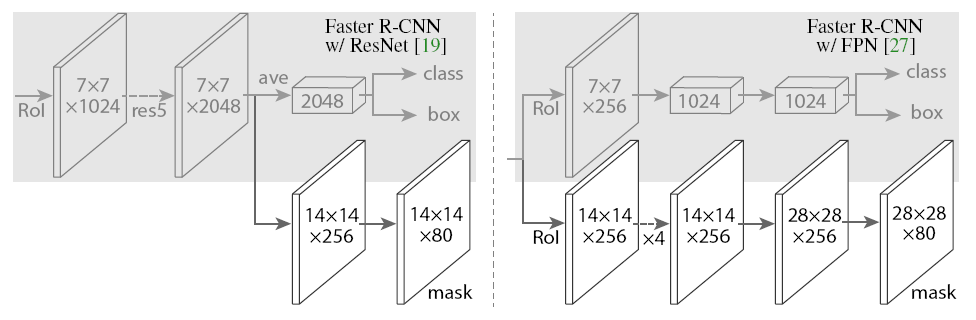 Faster R-CNN
w/ ResNet [19]
RoI
7×7
×1024
res5
7×7
×2048
ave
2048
class
box
14×14
×256
14×14
×80
mask
Faster R-CNN
w/ FPN [27]
RoI
7×7
×256
1024
1024
class
box
RoI
14×14
×256
×4
14×14
×256
28×28
×256
28×28
×80
mask